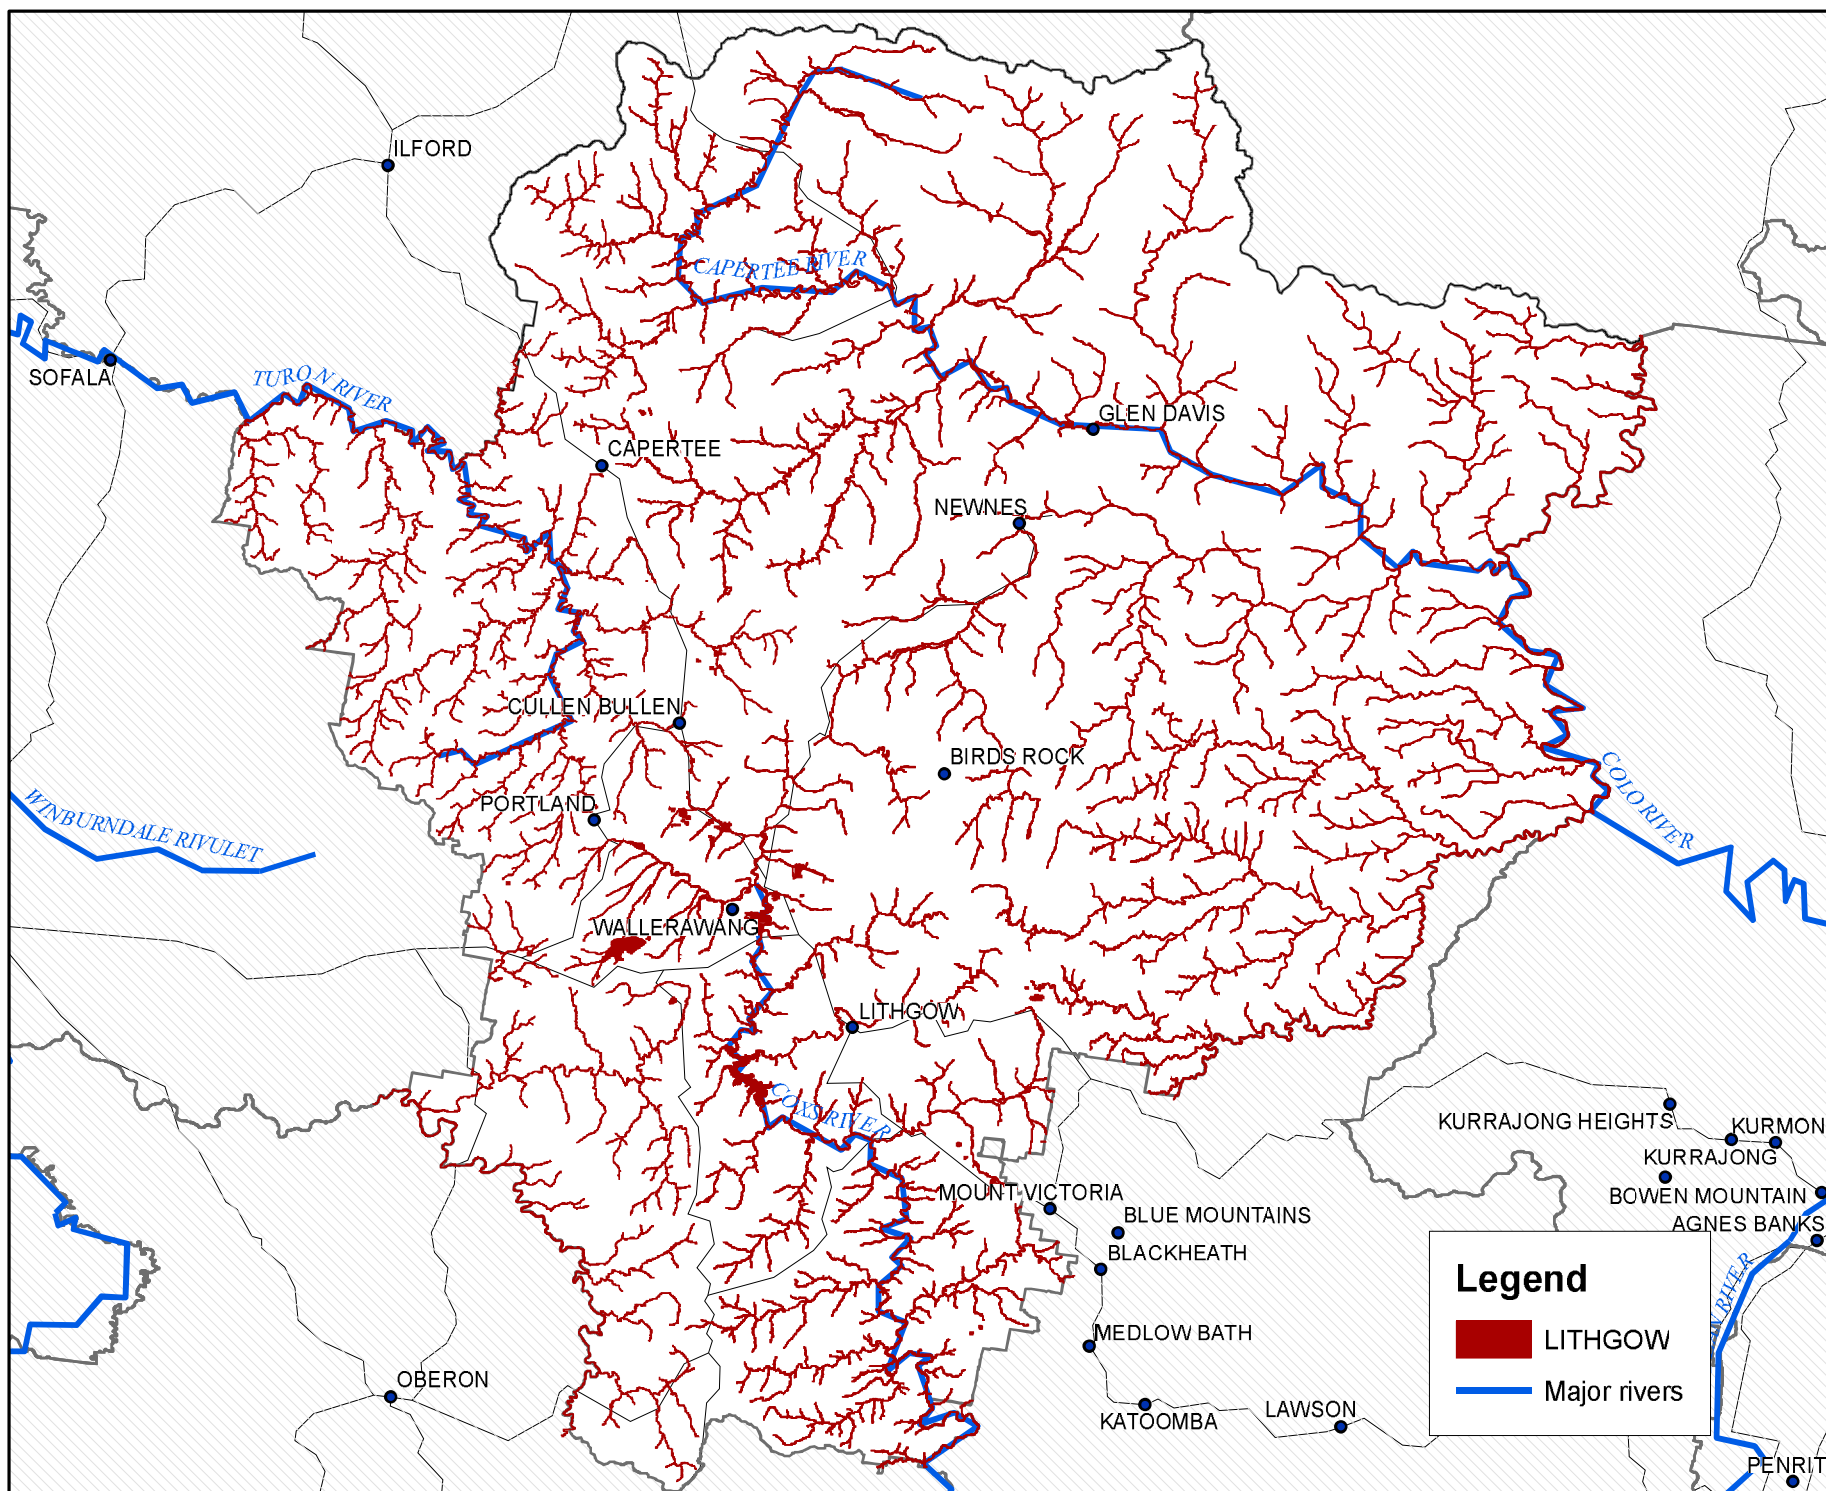 ILFORD
CAPERTEE RIVER
SOFALA
TURON RIVER
GLEN DAVIS
CAPERTEE
NEWNES
CULLEN BULLEN
BIRDS ROCK
COLO RIVER
PORTLAND
WINBURNDALE RIVULET
WALLERAWANG
LITHGOW
COXS RIVER
KURRAJONG HEIGHTS
KURMON
KURRAJONG
MOUNT VICTORIA
BOWEN MOUNTAIN
BLUE MOUNTAINS
AGNES BANKS
BLACKHEATH
RIVER
Legend
MEDLOW BATH
LITHGOW
OBERON
Major rivers
KATOOMBA
LAWSON
PENRIT